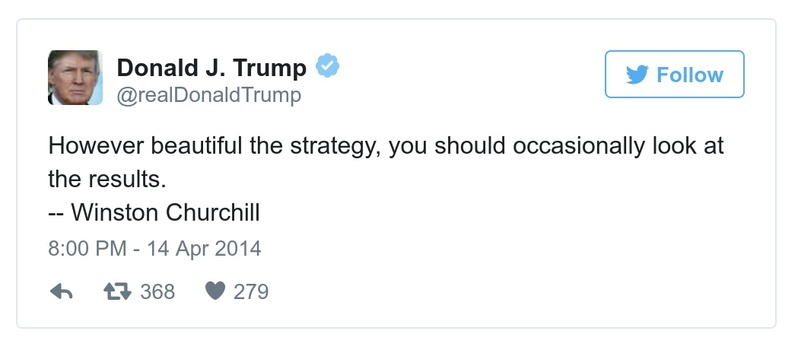 Donald J. Trump
@realDonaldTrump
Follow
However beautiful the strategy, you should occasionally look at
the results.
-- Winston Churchill
8:00 PM - 14 Apr 2014
368 279